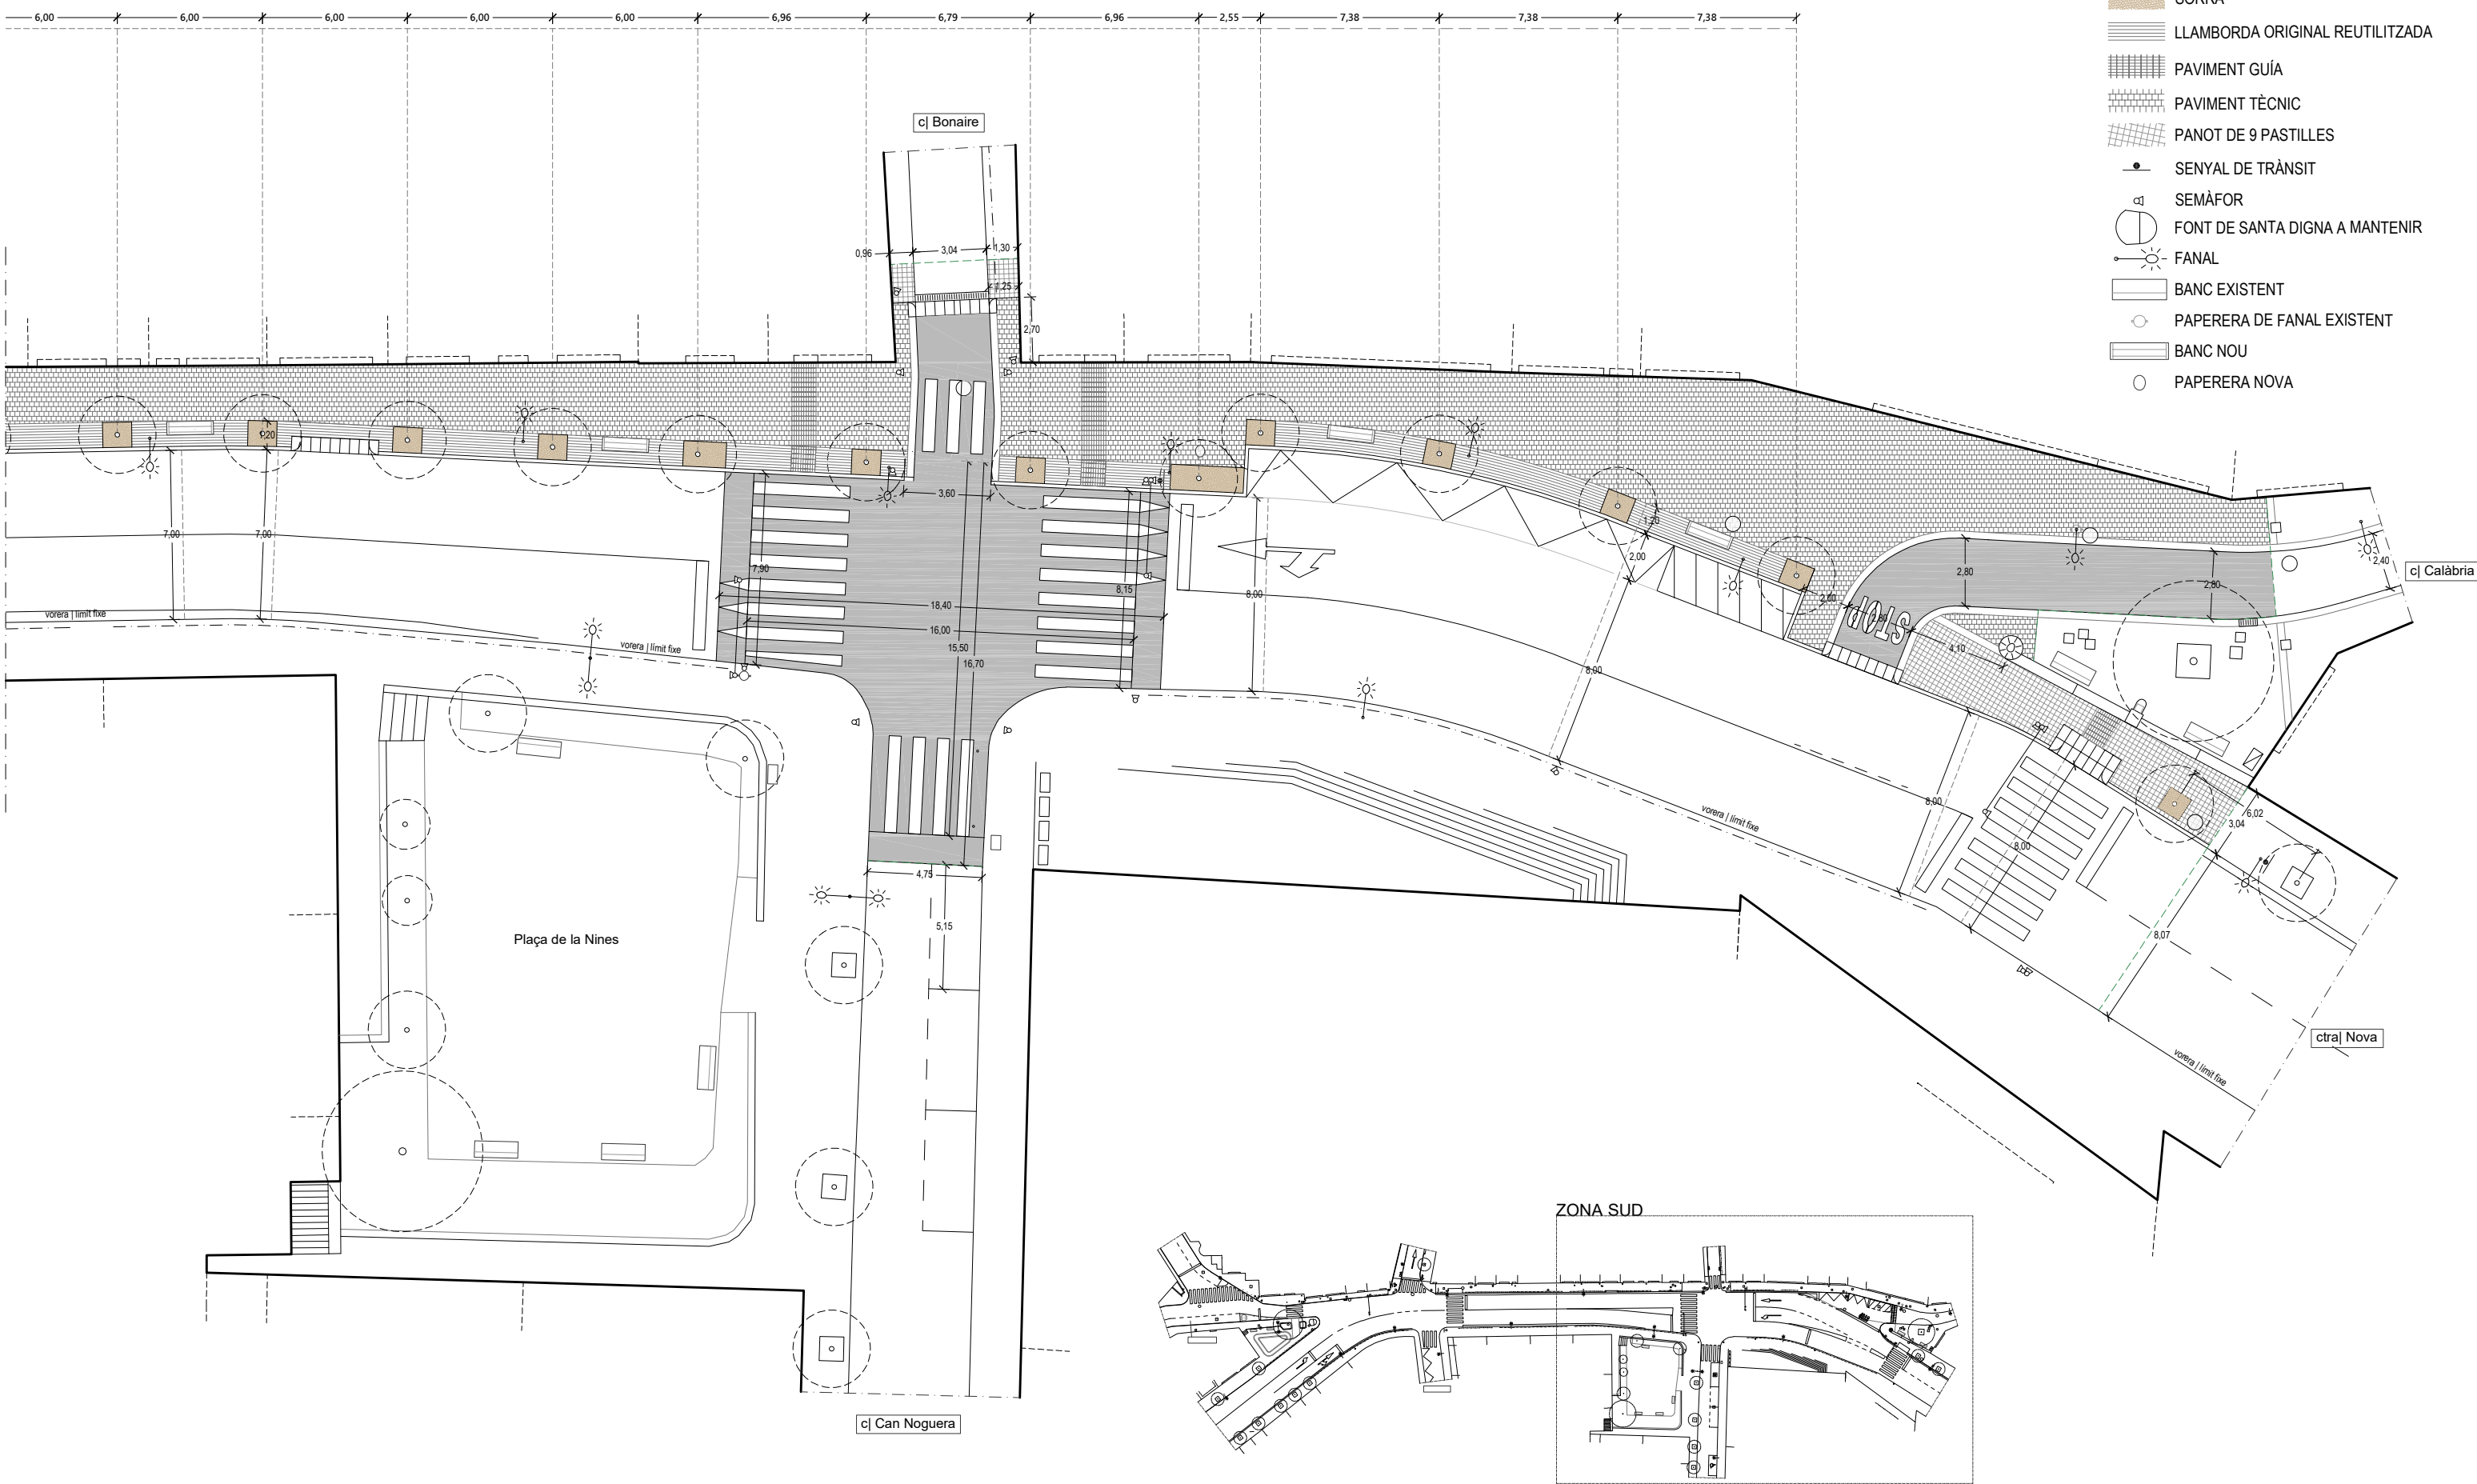 6,00 6,00 6,00 6,00 6,00 6,96 6,79 6,96 2,55 7,38 7,38 7,38
SORRA
LLAMBORDA ORIGINAL REUTILITZADA
PAVIMENT GUÍA
PAVIMENT TÈCNIC
PANOT DE 9 PASTILLES
SENYAL DE TRÀNSIT
SEMÀFOR
FONT DE SANTA DIGNA A MANTENIR
FANAL
BANC EXISTENT
PAPERERA DE FANAL EXISTENT
BANC NOU
PAPERERA NOVA
c| Bonaire
0,96 3,04 1,30
1,25
2,70
1,20
3,60
7,00 7,00
7,90
8,15
8,00
18,40
16,00
15,50
16,70
1,20
2,00
2,00
2,80
2,80
2,40
c| Calàbria
STOP
2,80
4,10
8,00
vorera | límit fixe
vorera | límit fixe
8,00
vorera | límit fixe
8,00
6,02
3,04
4,75
5,15
8,07
Plaça de la Nines
ctra| Nova
vorera | límit fixe
ZONA SUD
c| Can Noguera